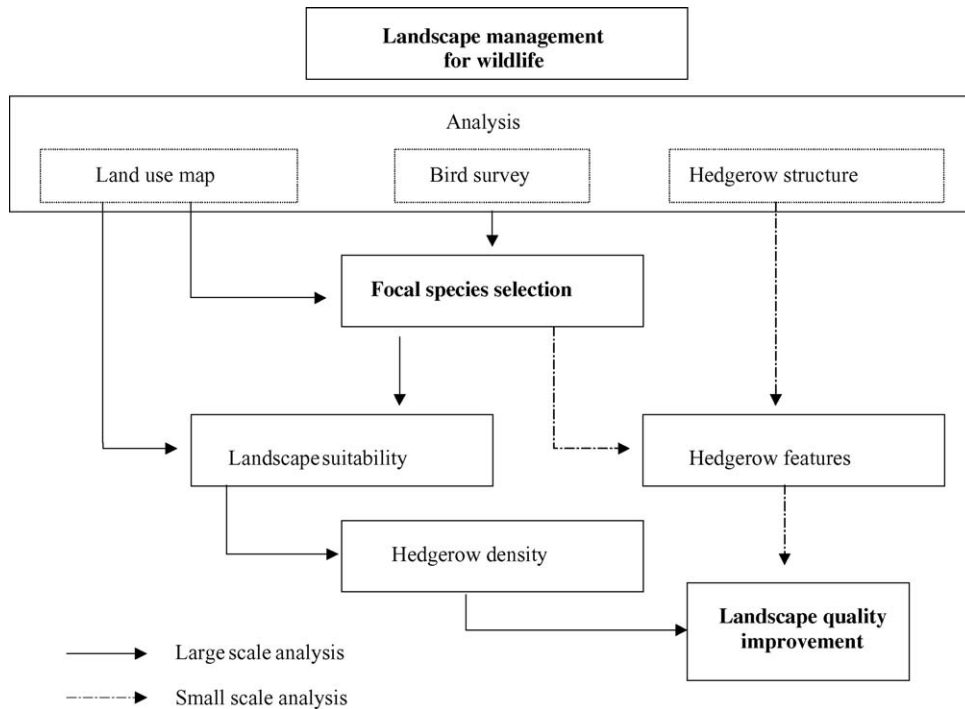 Landscape management
for wildlife
Analysis
Land use map
Bird survey
Hedgerow structure
Focal species selection
Landscape suitability
Hedgerow features
Hedgerow density
Landscape quality
improvement
Large scale analysis
Small scale analysis